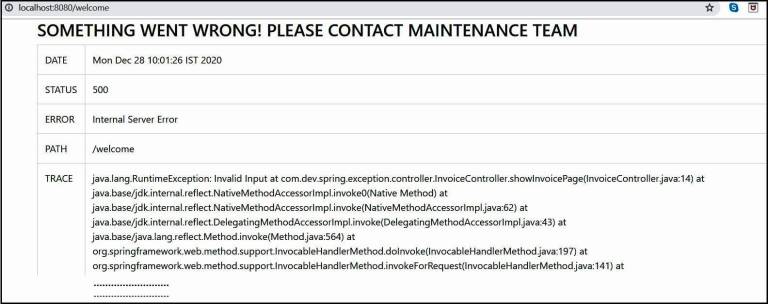 localhost:8080/welcome
SOMETHING WENT WRONG! PLEASE CONTACT MAINTENANCE TEAM
DATE Mon Dec 28 10:01:26 IST 2020
STATUS 500
ERROR Internal Server Error
PATH /welcome
TRACE java.lang.RuntimeException: Invalid Input at com.dev.spring.exception.controller.InvoiceController.showInvoicePage(InvoiceController.java:14) at
java.base/jdk.internal.reflect.NativeMethodAccessorImpl.invoke0(Native Method) at
java.base/jdk.internal.reflect.NativeMethodAccessorImpl.invoke(NativeMethodAccessorImpl.java:62) at
java.base/jdk.internal.reflect.DelegatingMethodAccessorImpl.invoke(DelegatingMethodAccessorImpl.java:43) at
java.base/java.lang.reflect.Method.invoke(Method.java:564) at
org.springframework.web.method.support.InvocableHandlerMethod.doInvoke(InvocableHandlerMethod.java:197) at
org.springframework.web.method.support.InvocableHandlerMethod.invokeForRequest(InvocableHandlerMethod.java:141) at
..........................
..........................